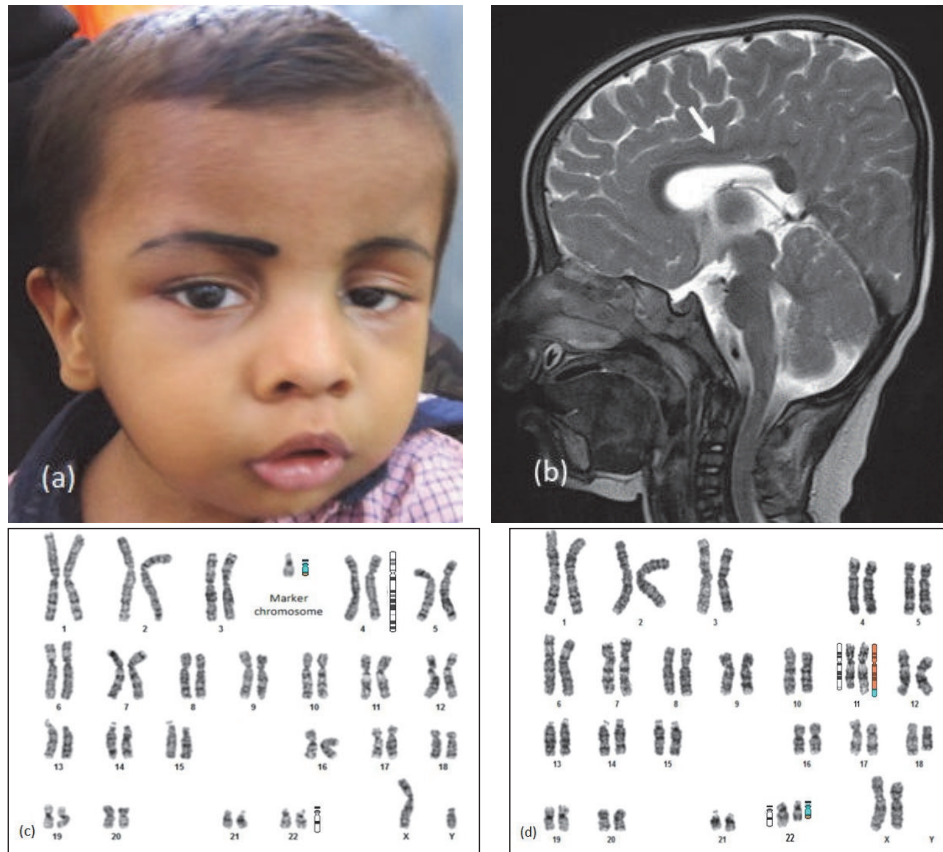 (a)
(b)
Marker
chromosome
1 2 3 4 5
6 7 8 9 10 11 12
13 14 15 16 17 18
(c) 19 20 21 22 X Y
1 2 3 4 5
6 7 8 9 10 11 12
13 14 15 16 17 18
(d) 19 20 21 22 X Y